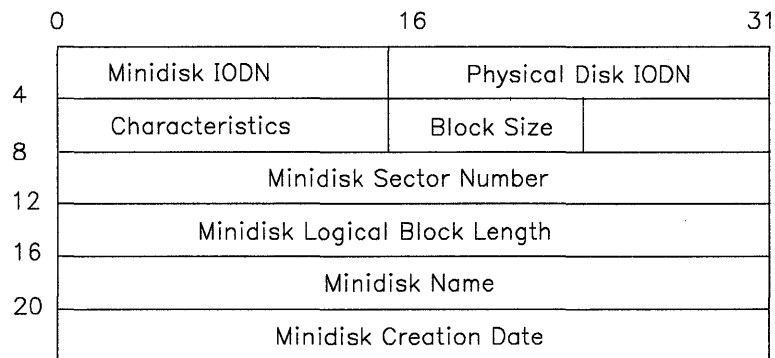 0 16 31
Minidisk IODN Physical Disk IODN
4
Characteristics Block Size
8
Minidisk Sector Number
12
Minidisk Logical Block Length
16
Minidisk Name
20
Minidisk Creation Date